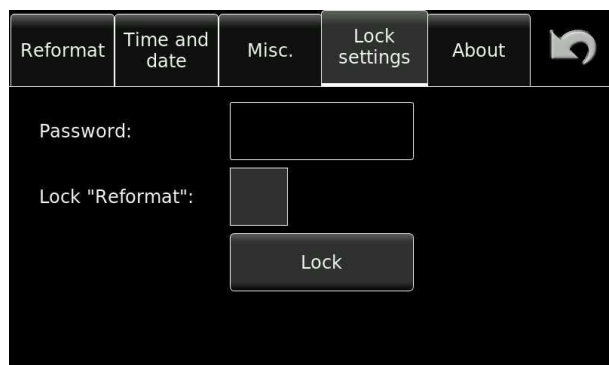 Reformat
Time and
date
Misc.
Lock
settings
About
Password:
Lock "Reformat":
Lock